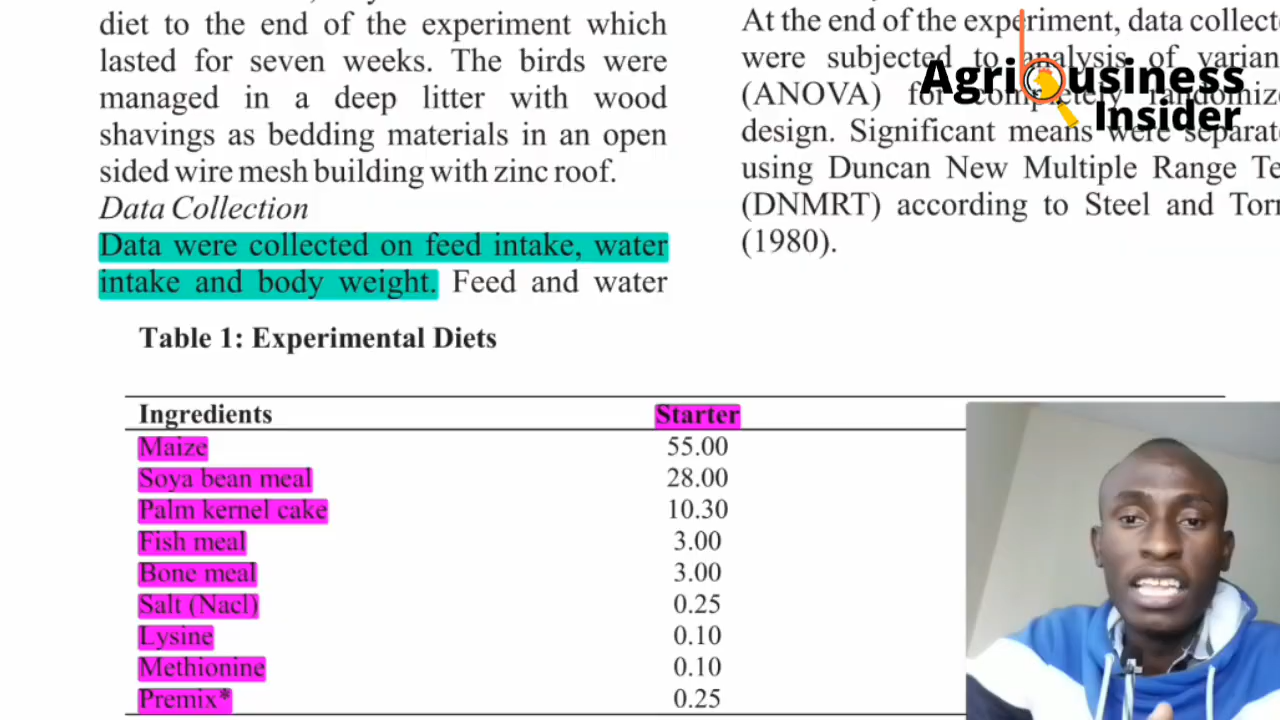 diet to the end of the experiment which
lasted for seven weeks. The birds were
managed in a deep litter with wood
shavings as bedding materials in an open
sided wire mesh building with zinc roof.
Data Collection
Data were collected on feed intake, water
intake and body weight. Feed and water
At the end of the experiment, data collect
were subjected to analysis of varian
(ANOVA) for completely randomize
design. Significant means were separat
using Duncan New Multiple Range Te
(DNMRT) according to Steel and Torr
(1980).
Agribusiness
Insider
Table 1: Experimental Diets
Ingredients Starter
Maize 55.00
Soya bean meal 28.00
Palm kernel cake 10.30
Fish meal 3.00
Bone meal 3.00
Salt (Nacl) 0.25
Lysine 0.10
Methionine 0.10
Premix* 0.25